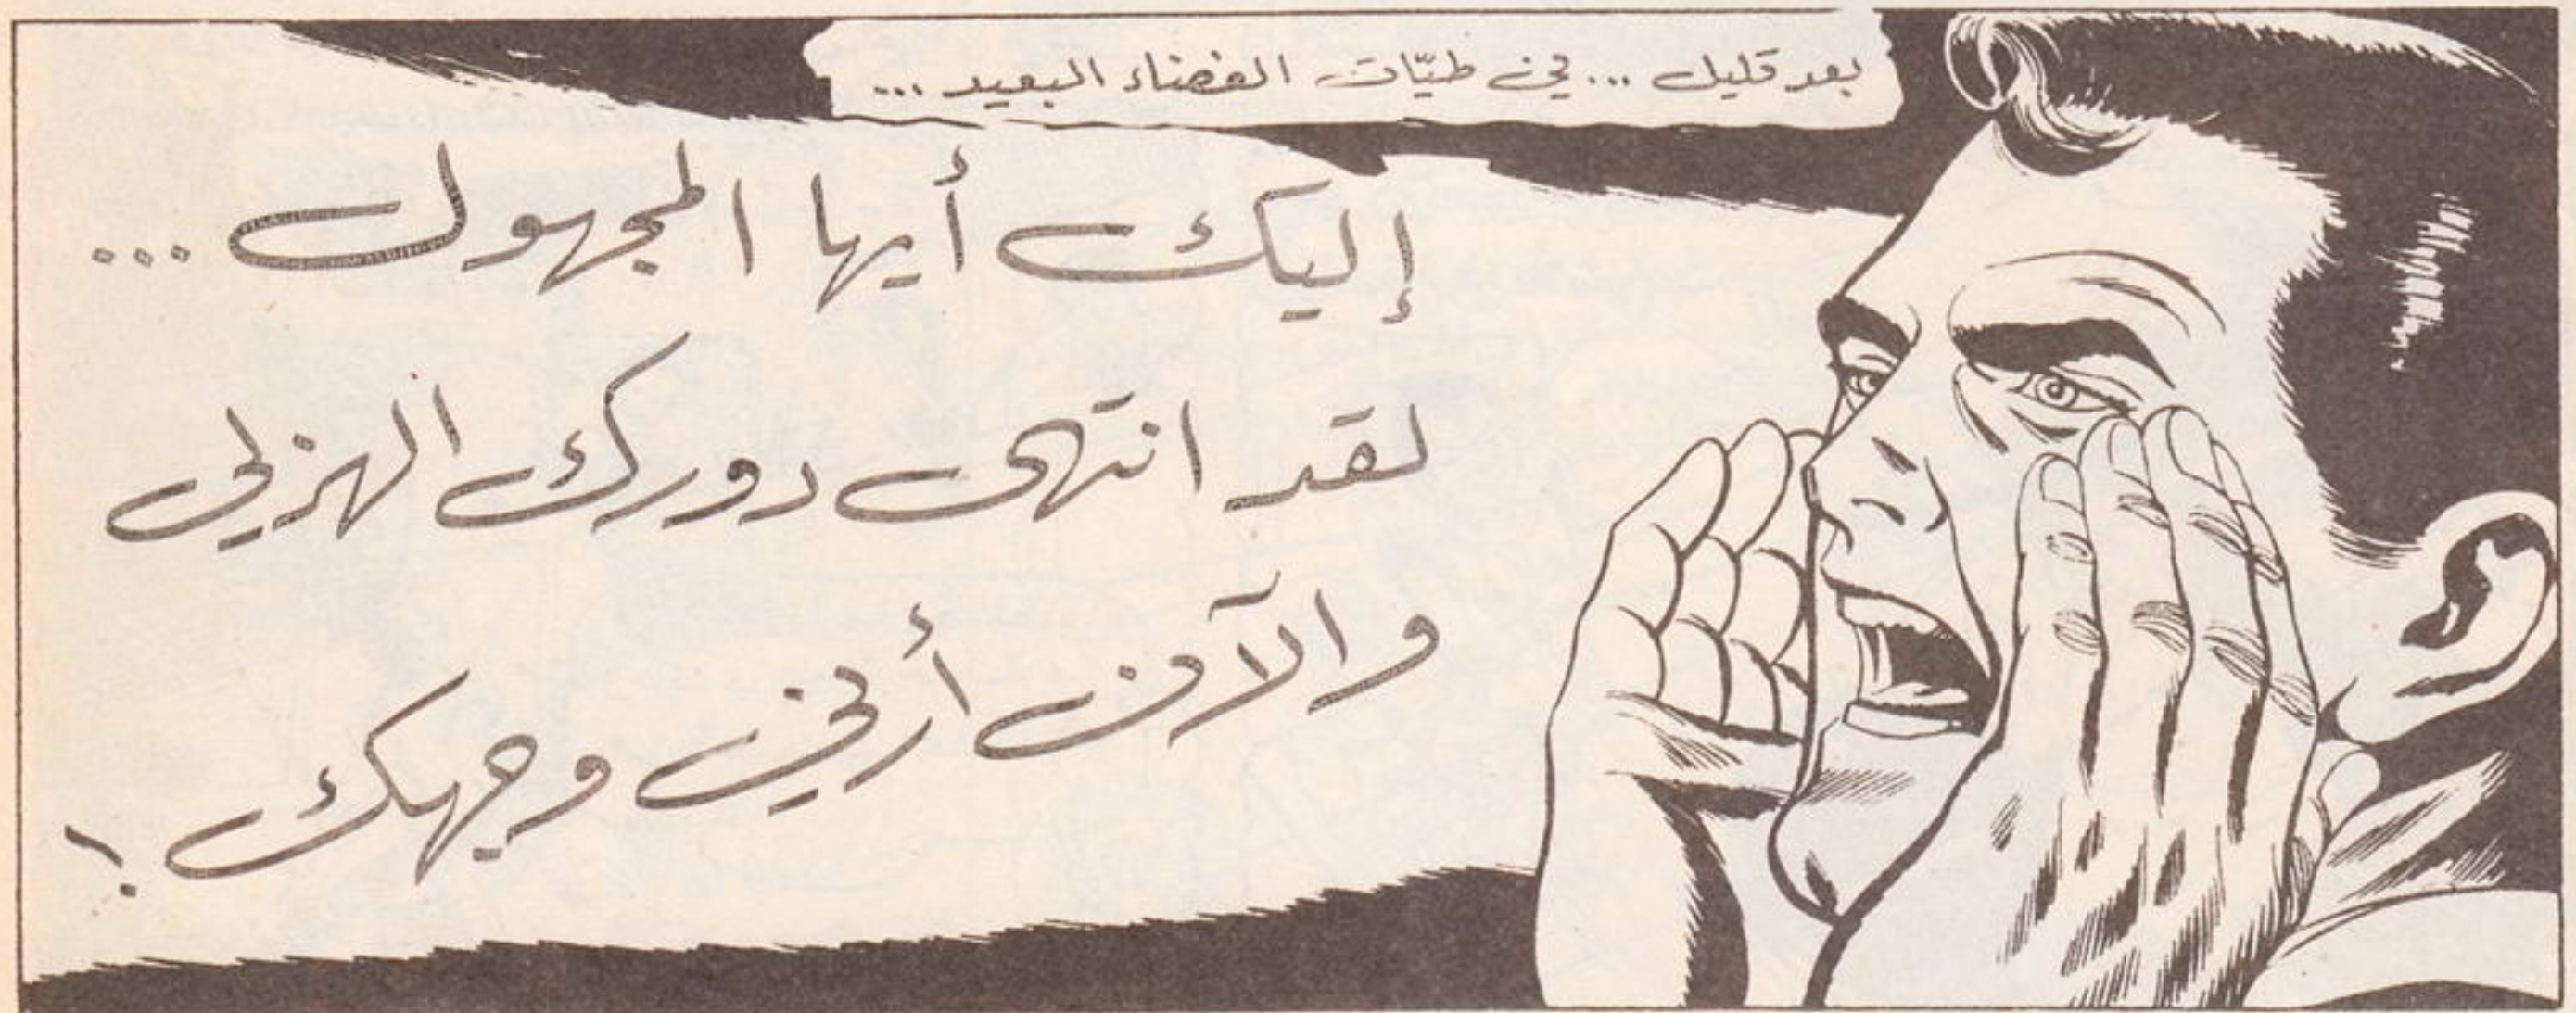 بعد قليل ... في طيّات الفضاء البعيد ...
إليك أيها المجهول ...
لقد انتهى دورك الهزلي
والآن أرني وجهك !